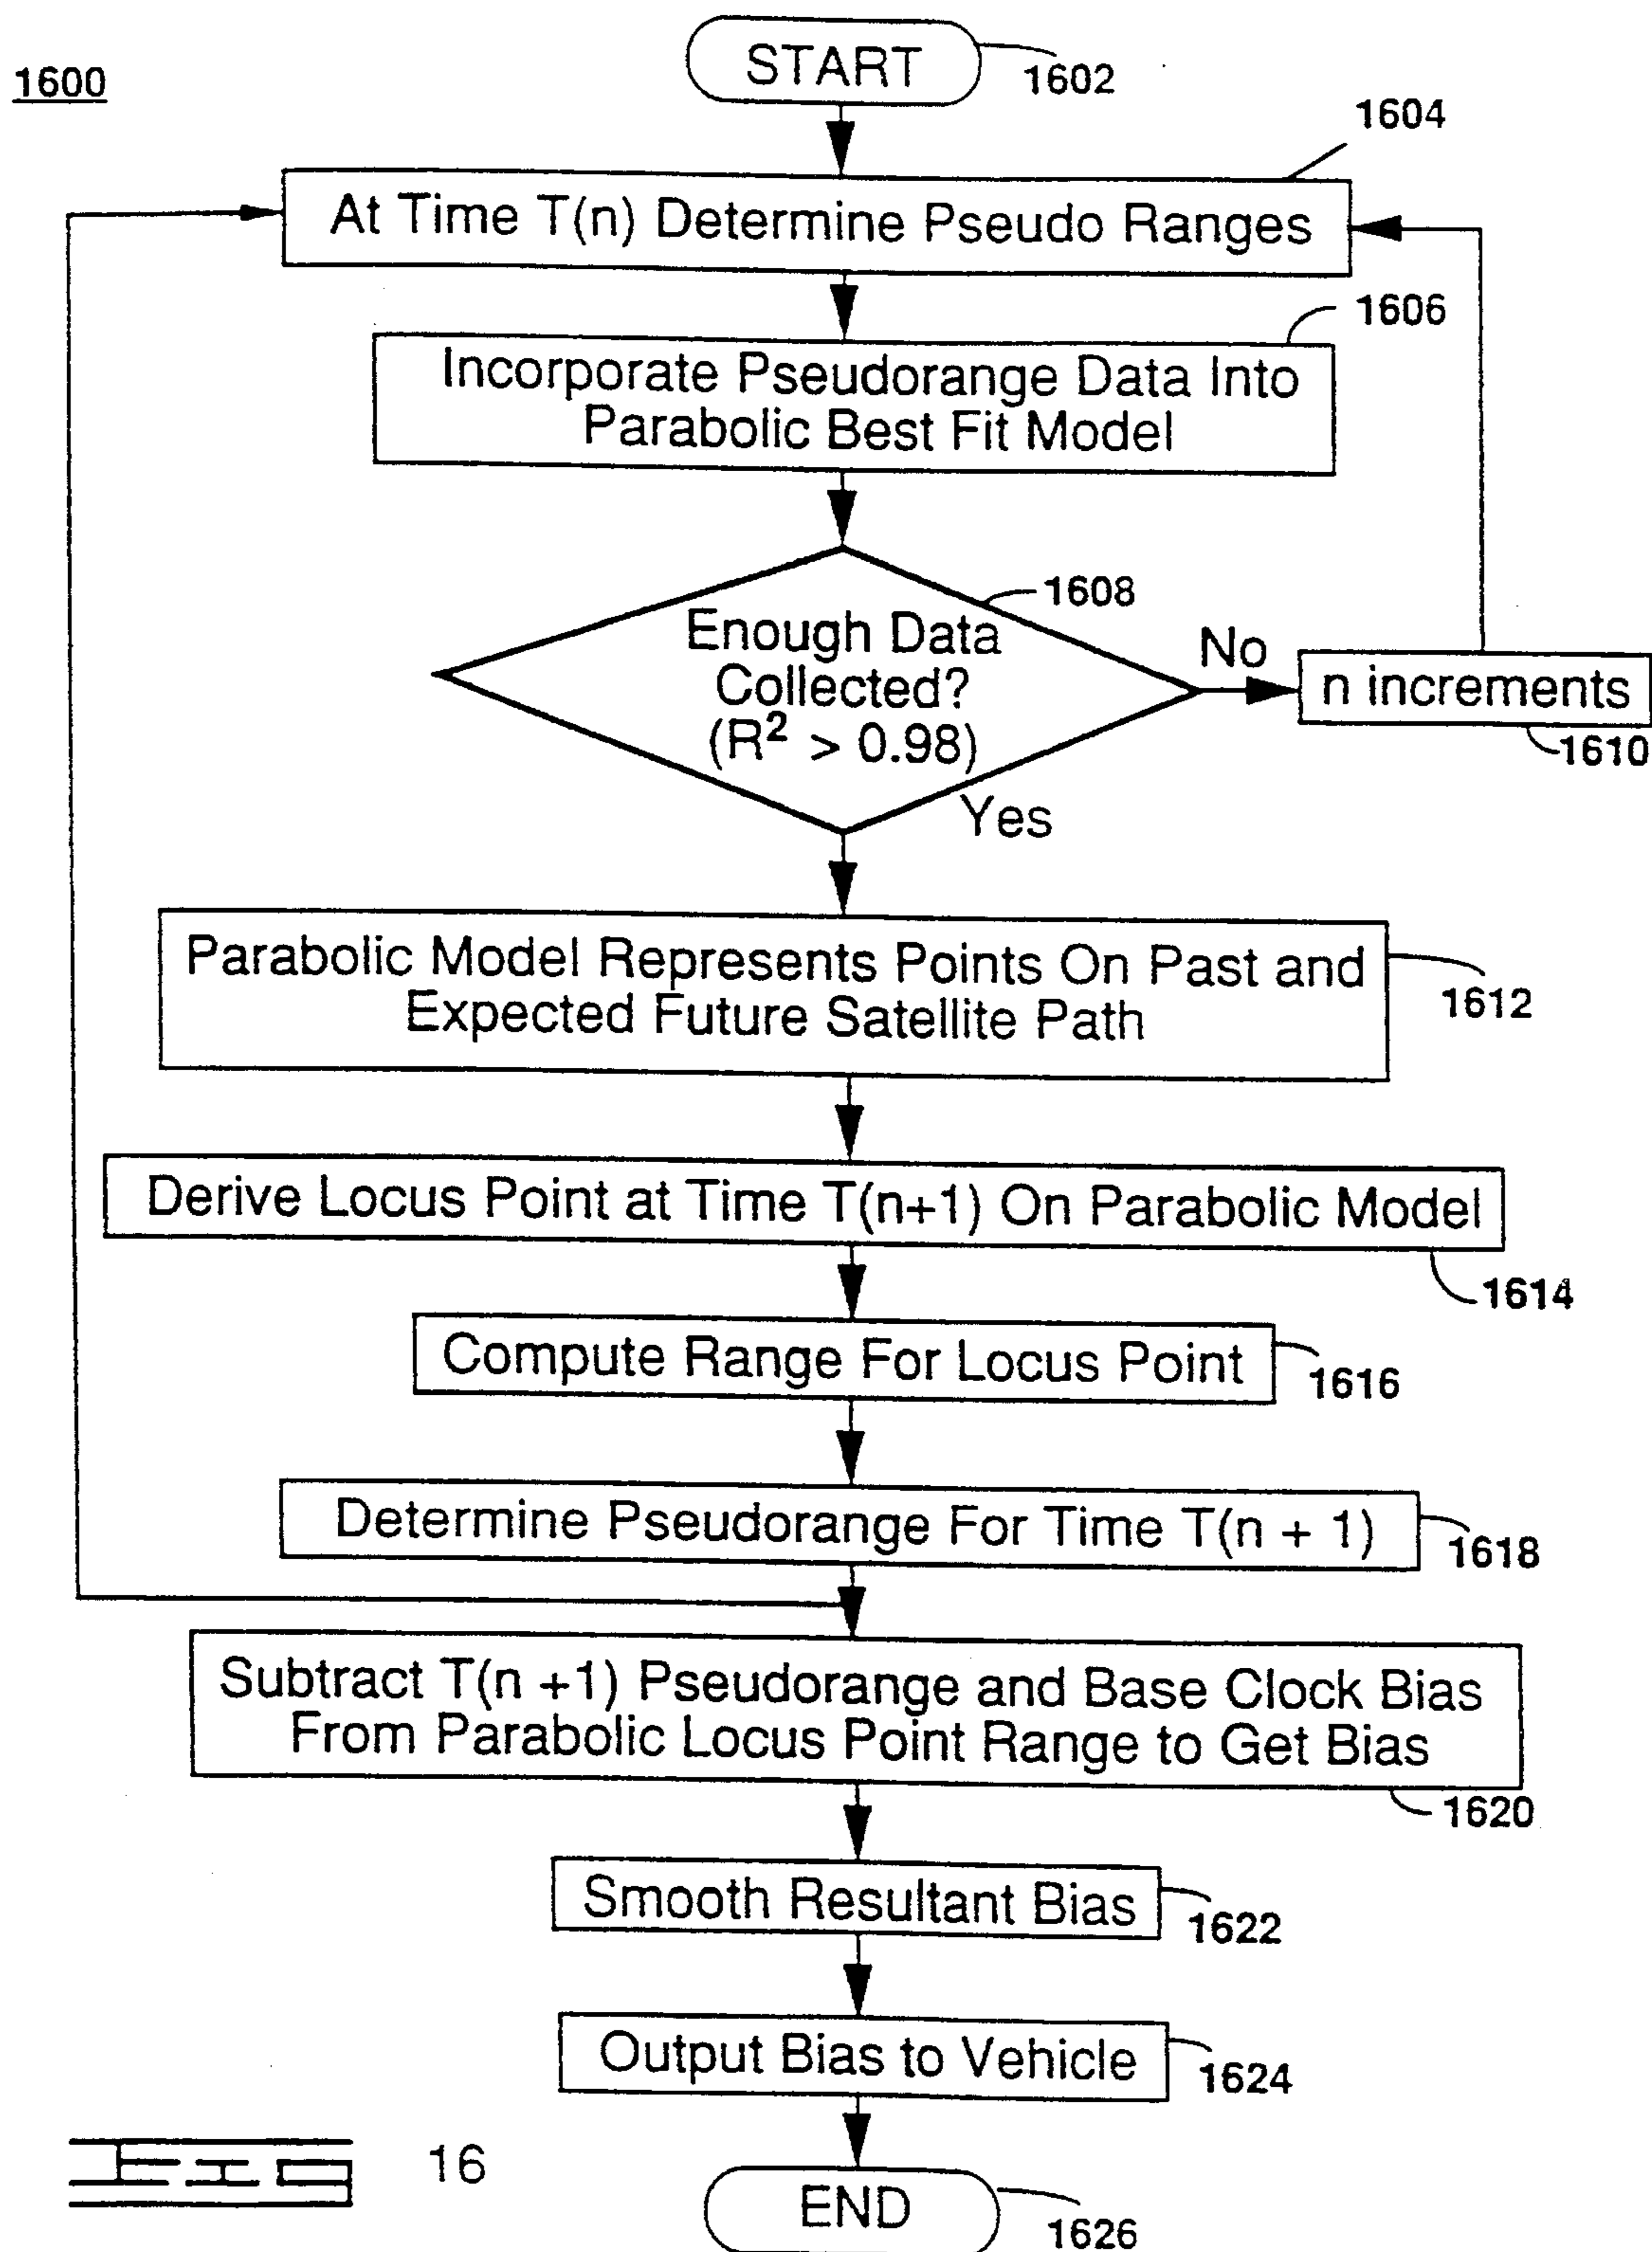 1600
START
1602
1604
At Time T(n) Determine Pseudo Ranges
1606
Incorporate Pseudorange Data Into
Parabolic Best Fit Model
1608
Enough Data
Collected?
(R² > 0.98)
No
n increments
1610
Yes
Parabolic Model Represents Points On Past and
Expected Future Satellite Path
1612
Derive Locus Point at Time T(n+1) On Parabolic Model
1614
Compute Range For Locus Point
1616
Determine Pseudorange For Time T(n + 1)
1618
Subtract T(n +1) Pseudorange and Base Clock Bias
From Parabolic Locus Point Range to Get Bias
1620
Smooth Resultant Bias
1622
Output Bias to Vehicle
1624
FIG 16
END
1626